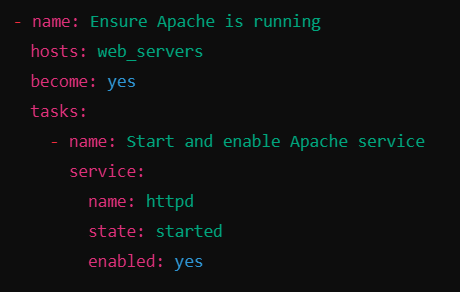 - name: Ensure Apache is running
  hosts: web_servers
  become: yes
  tasks:
    - name: Start and enable Apache service
      service:
        name: httpd
        state: started
        enabled: yes